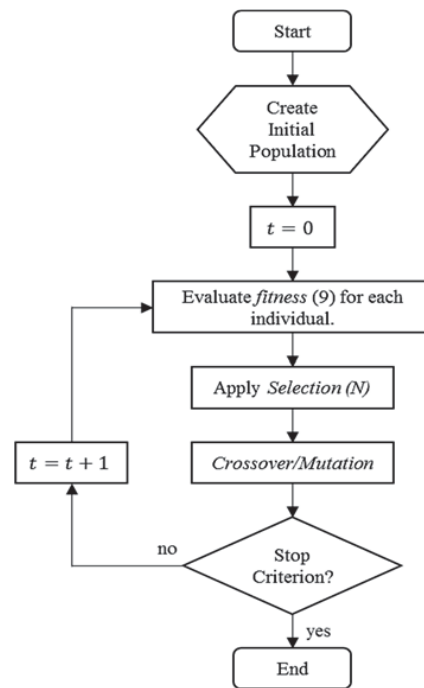 Start
Create
Initial
Population
t = 0
Evaluate fitness (9) for each
individual.
Apply Selection (N)
t = t + 1
Crossover/Mutation
no
Stop
Criterion?
yes
End